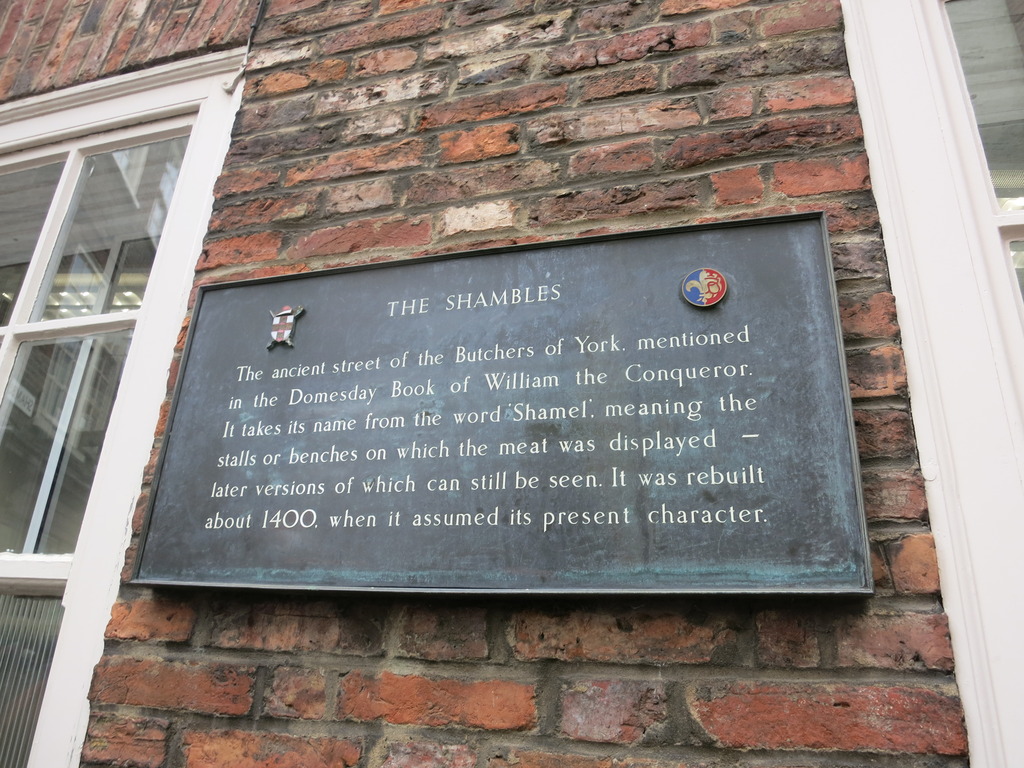 THE SHAMBLES
The ancient street of the Butchers of York, mentioned
in the Domesday Book of William the Conqueror.
It takes its name from the word 'Shamel', meaning the
stalls or benches on which the meat was displayed –
later versions of which can still be seen. It was rebuilt
about 1400, when it assumed its present character.